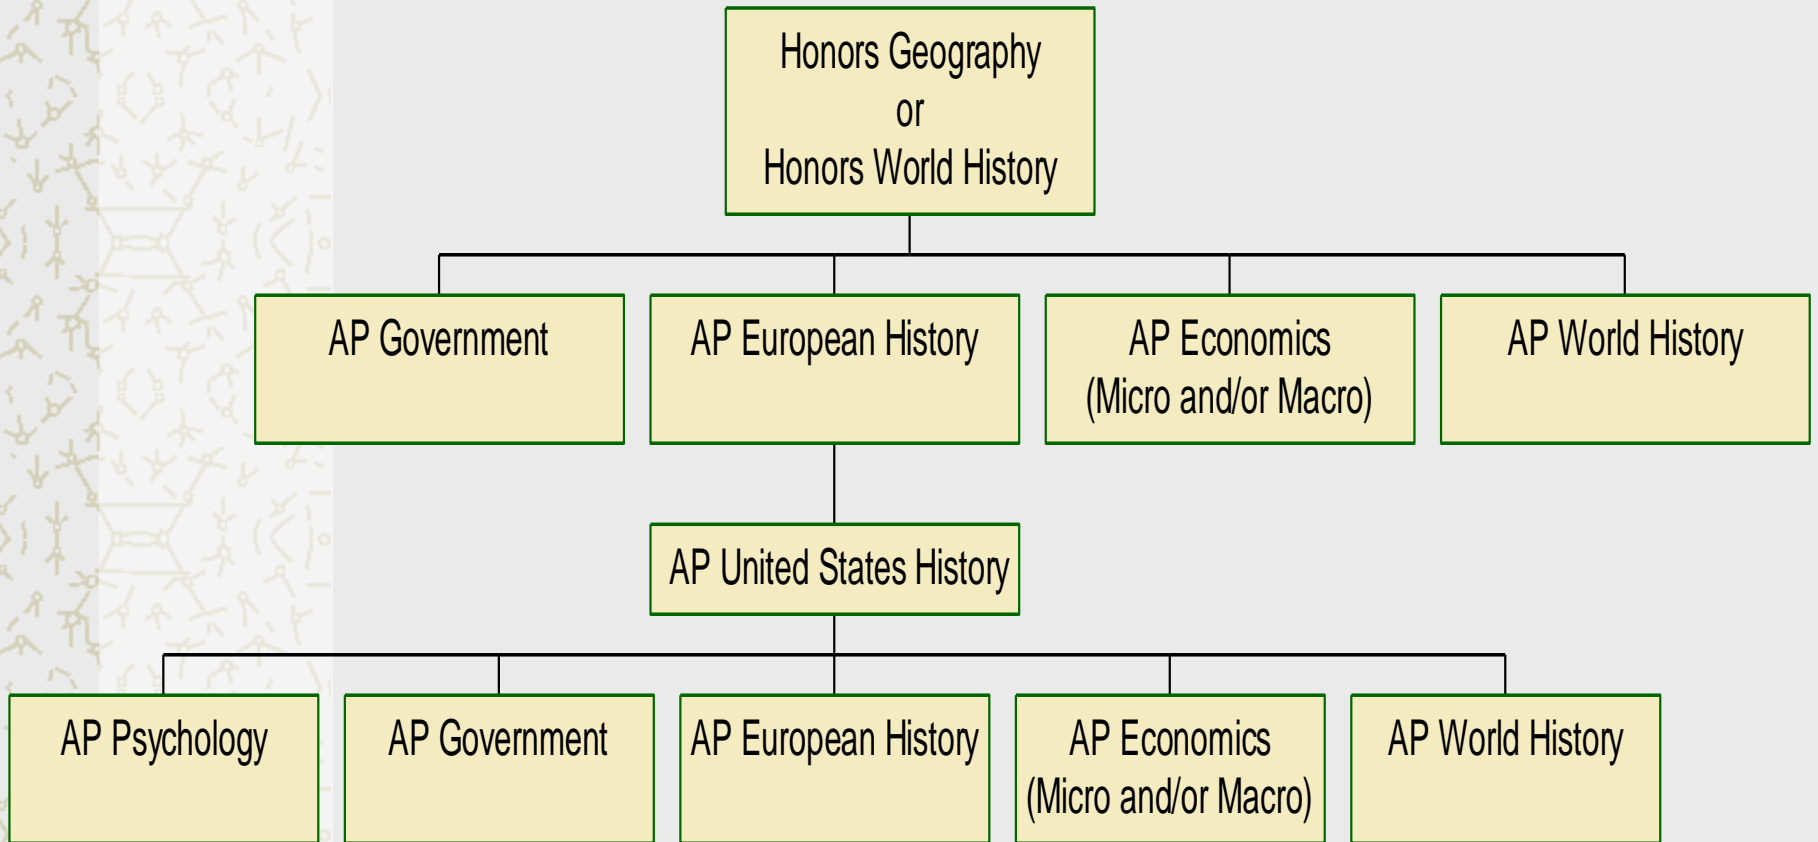 Honors Geography
or
Honors World History
AP Government
AP European History
AP Economics
(Micro and/or Macro)
AP World History
AP United States History
AP Psychology
AP Government
AP European History
AP Economics
(Micro and/or Macro)
AP World History